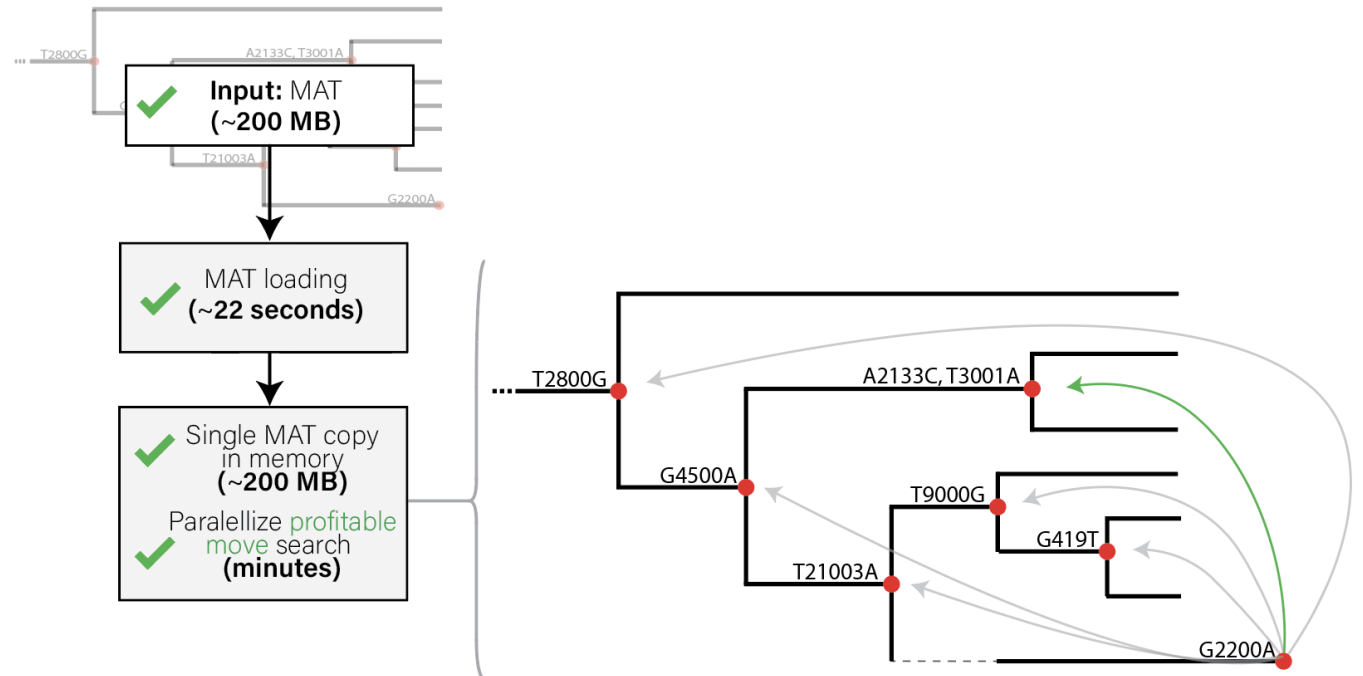 T2800G
A2133C, T3001A
Input: MAT
(~200 MB)
T21003A
G2200A
MAT loading
(~22 seconds)
Single MAT copy
in memory
(~200 MB)
Paralellize profitable
move search
(minutes)
T2800G
A2133C, T3001A
G4500A
T9000G
G419T
T21003A
G2200A